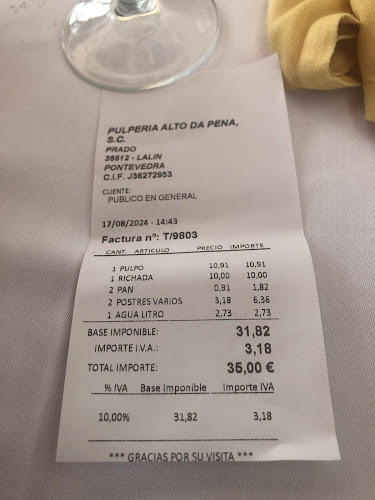 PULPERIA ALTO DA PENA,
S.C.
PRADO
36512 - LALIN
PONTEVEDRA
C.I.F. J36272953
CLIENTE:
PUBLICO EN GENERAL
17/08/2024 - 14:43
Factura nº: T/9803
CANT. ARTICULO PRECIO IMPORTE
1 PULPO 10,91 10,91
1 RICHADA 10,00 10,00
2 PAN 0,91 1,82
2 POSTRES VARIOS 3,18 6,36
1 AGUA LITRO 2,73 2,73
BASE IMPONIBLE: 31,82
IMPORTE I.V.A.: 3,18
TOTAL IMPORTE: 35,00 €
% IVA Base Imponible Importe IVA
10,00% 31,82 3,18
*** GRACIAS POR SU VISITA ***